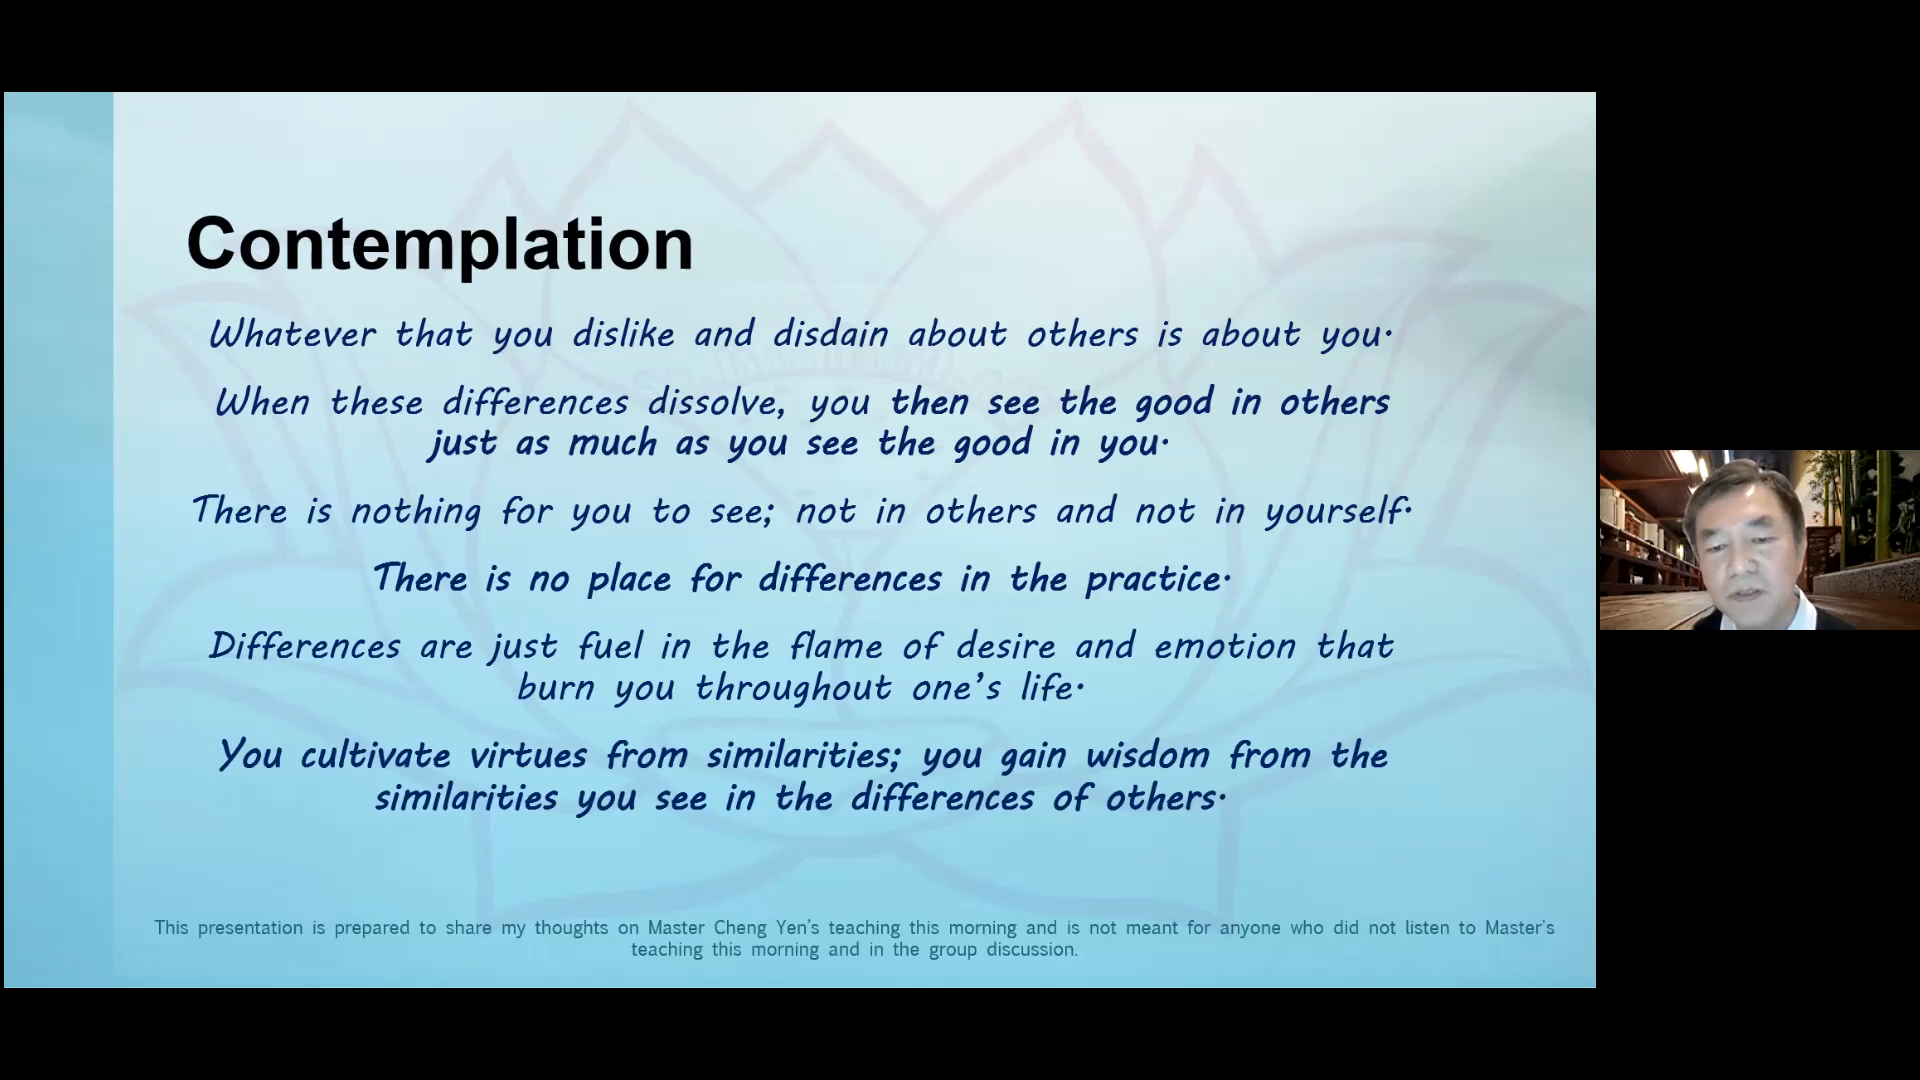 Contemplation
Whatever that you dislike and disdain about others is about you.
When these differences dissolve, you then see the good in others
just as much as you see the good in you.
There is nothing for you to see; not in others and not in yourself.
There is no place for differences in the practice.
Differences are just fuel in the flame of desire and emotion that
burn you throughout one's life.
You cultivate virtues from similarities; you gain wisdom from the
similarities you see in the differences of others.
This presentation is prepared to share my thoughts on Master Cheng Yen's teaching this morning and is not meant for anyone who did not listen to Master's
teaching this morning and in the group discussion.